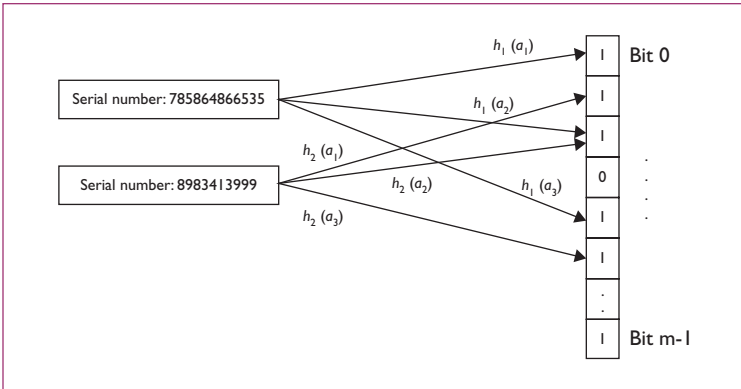 h₁ (a₁)
1
Bit 0
Serial number: 785864866535
h₁ (a₂)
1
1
h₂ (a₁)
Serial number: 8983413999
h₂ (a₂)
h₁ (a₃)
0
.
.
.
.
h₂ (a₃)
1
1
.
.
1
Bit m-1